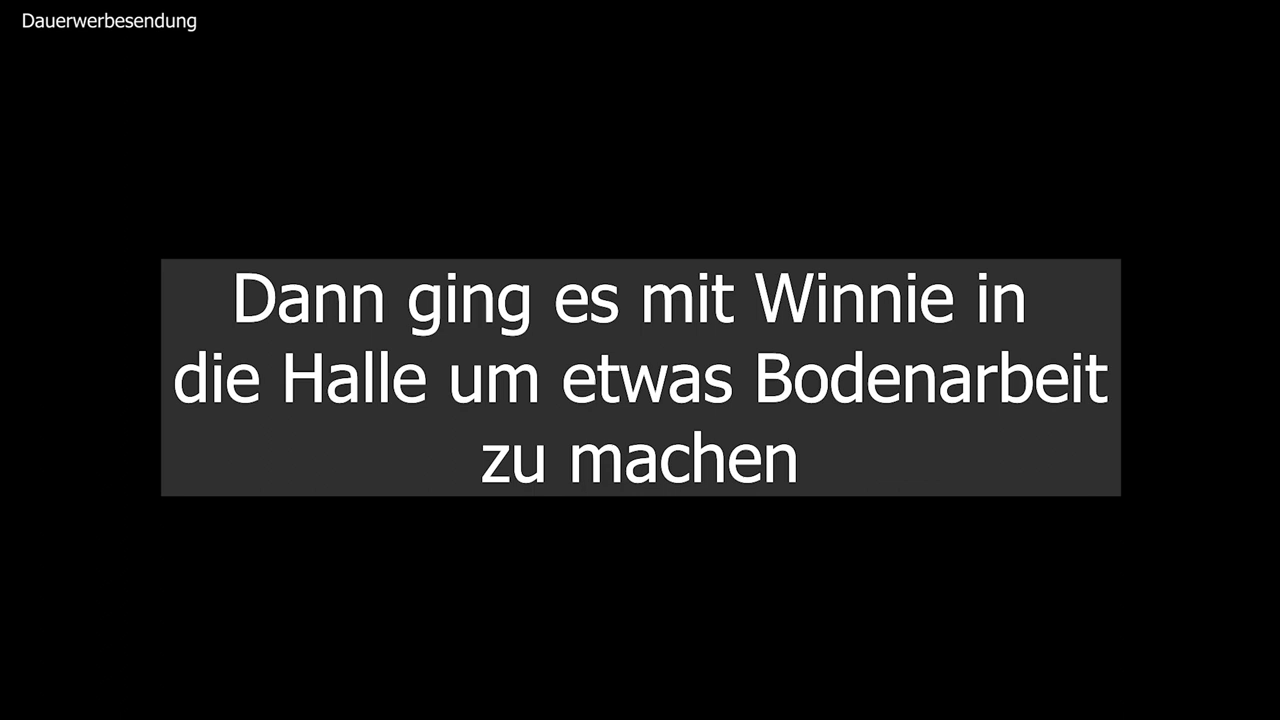 Dauerwerbesendung
Dann ging es mit Winnie in
die Halle um etwas Bodenarbeit
zu machen